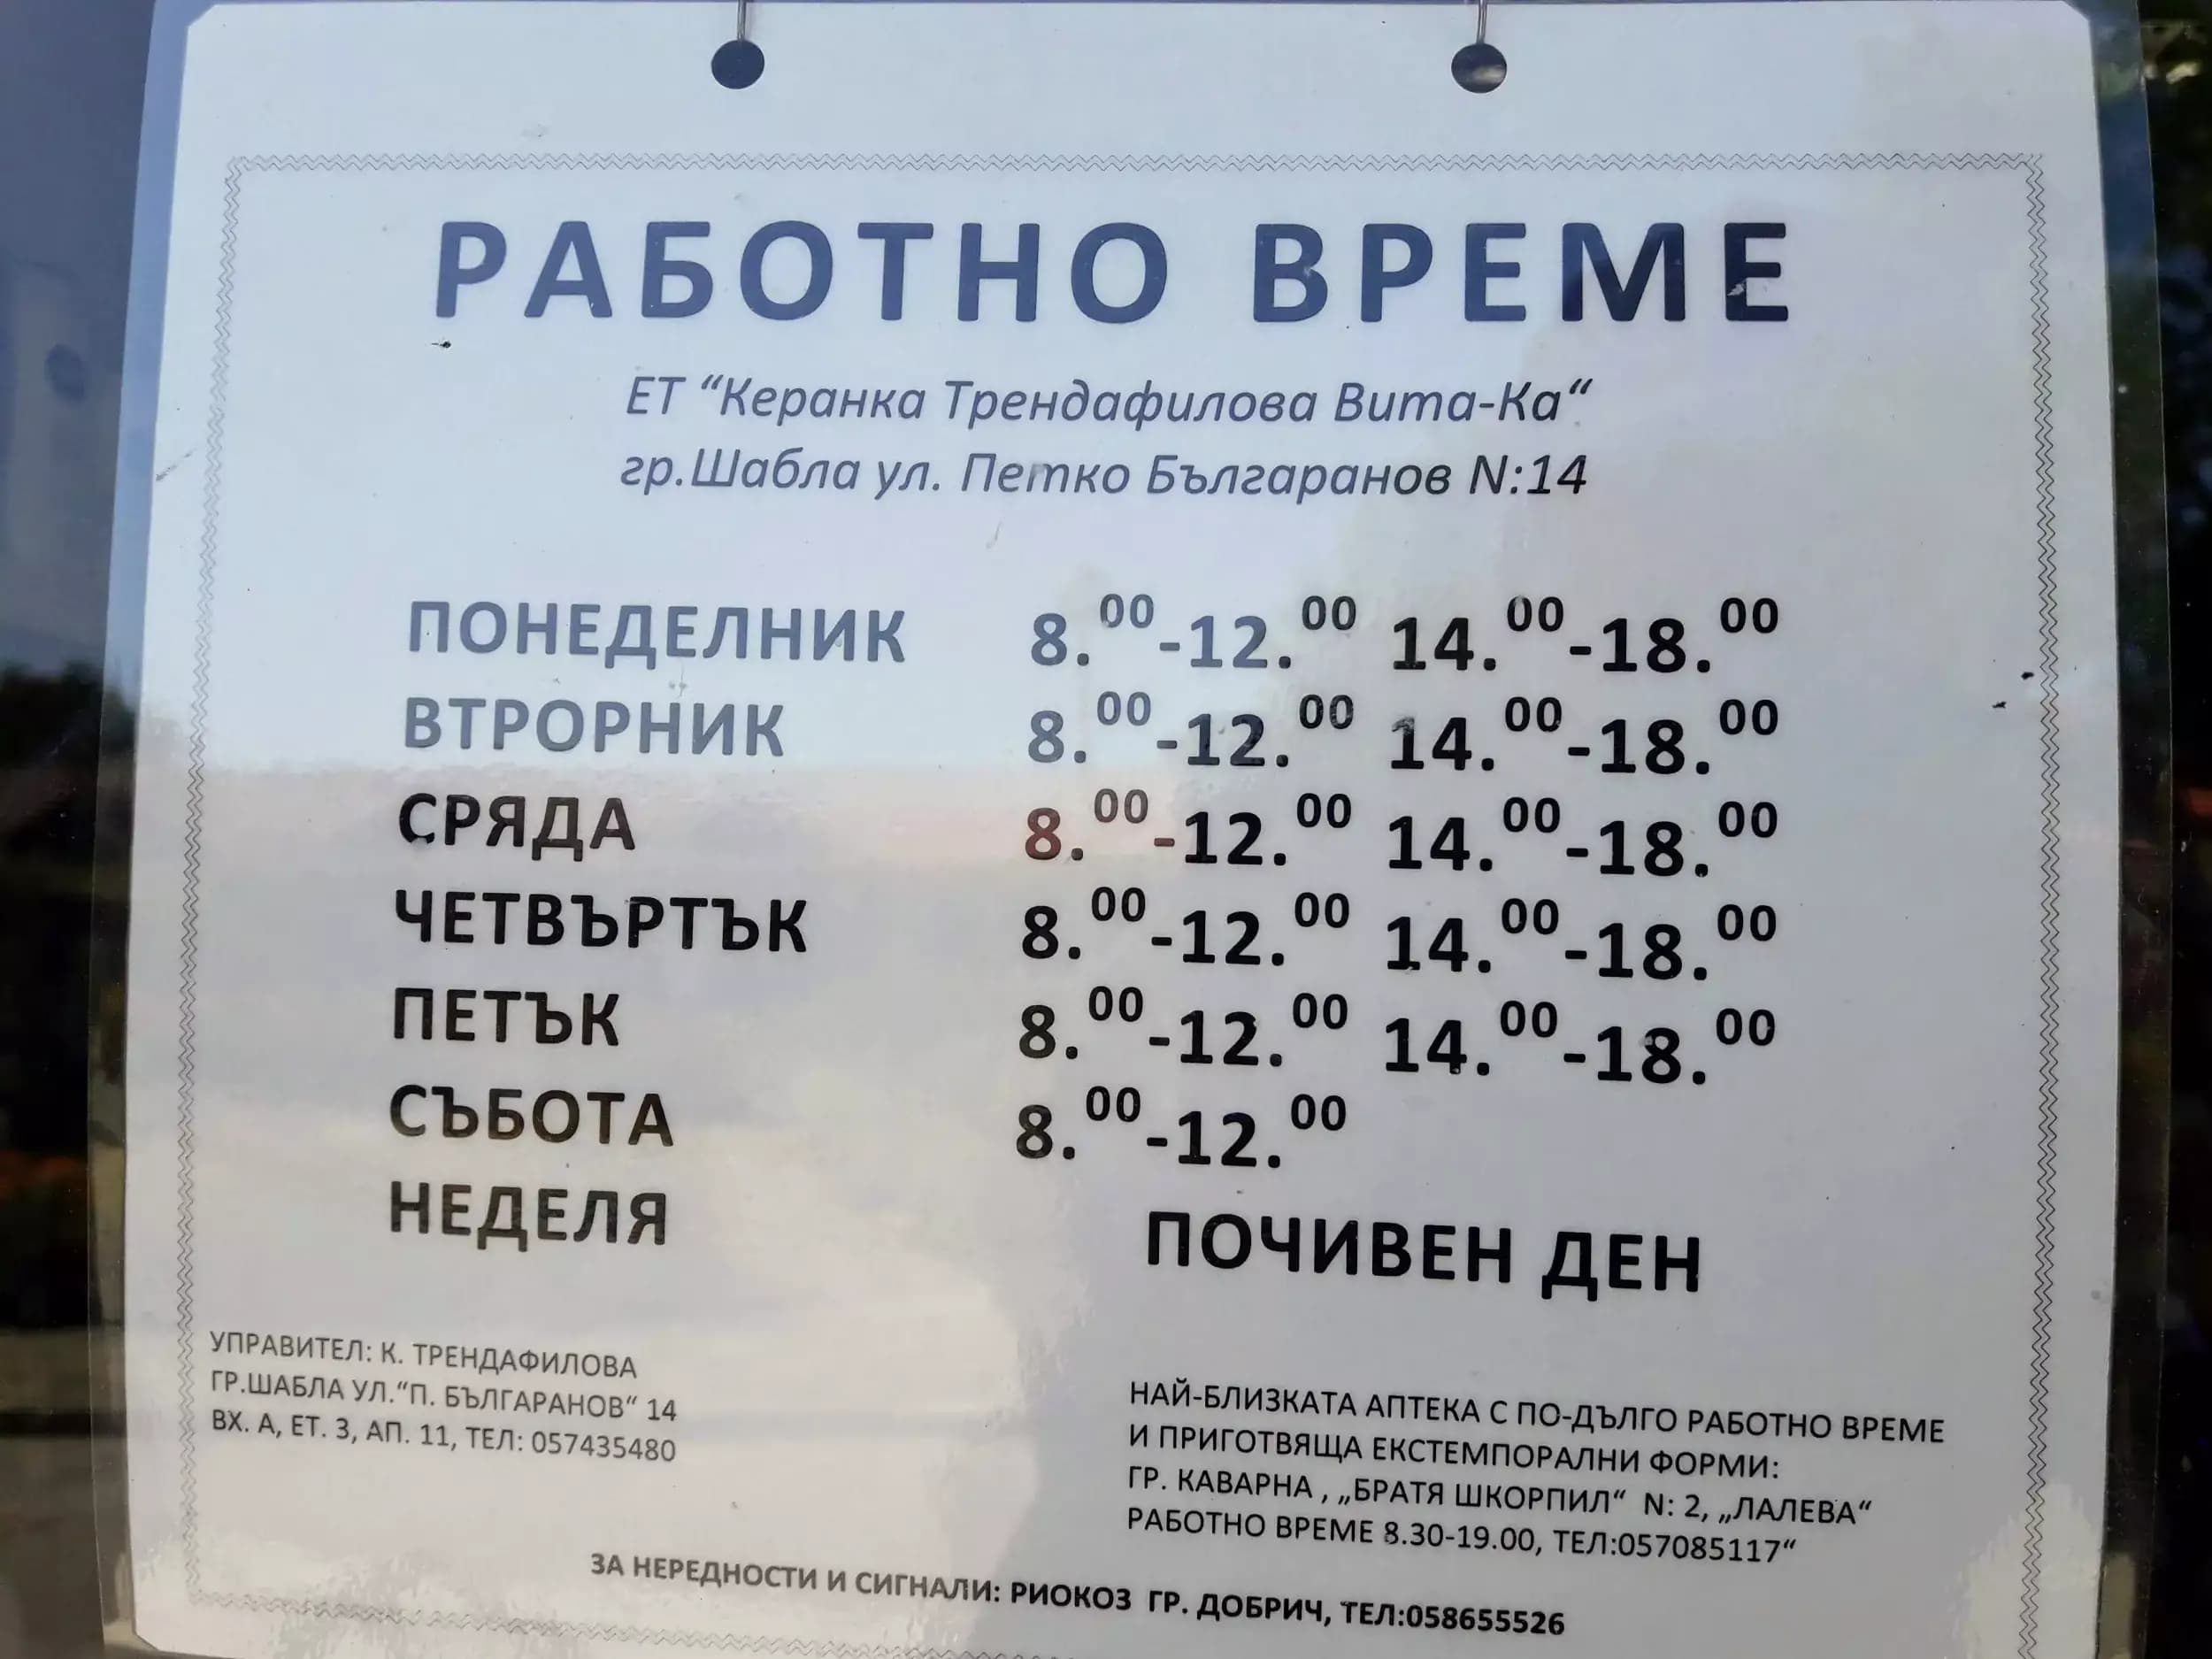 РАБОТНО ВРЕМЕ
ЕТ “Керанка Трендафилова Вита-Ка“
гр.Шабла ул. Петко Българанов N:14
ПОНЕДЕЛНИК 8.00-12.00 14.00-18.00
ВТРОРНИК 8.00-12.00 14.00-18.00
СРЯДА 8.00-12.00 14.00-18.00
ЧЕТВЪРТЪК 8.00-12.00 14.00-18.00
ПЕТЪК 8.00-12.00 14.00-18.00
СЪБОТА 8.00-12.00
НЕДЕЛЯ ПОЧИВЕН ДЕН
УПРАВИТЕЛ: К. ТРЕНДАФИЛОВА
ГР.ШАБЛА УЛ.“П. БЪЛГАРАНОВ“ 14
ВХ. А, ЕТ. 3, АП. 11, ТЕЛ: 057435480
НАЙ-БЛИЗКАТА АПТЕКА С ПО-ДЪЛГО РАБОТНО ВРЕМЕ
И ПРИГОТВЯЩА ЕКСТЕМПОРАЛНИ ФОРМИ:
ГР. КАВАРНА , „БРАТЯ ШКОРПИЛ“ N: 2, „ЛАЛЕВА“
РАБОТНО ВРЕМЕ 8.30-19.00, ТЕЛ:057085117“
ЗА НЕРЕДНОСТИ И СИГНАЛИ: РИОКОЗ ГР. ДОБРИЧ, ТЕЛ:058655526